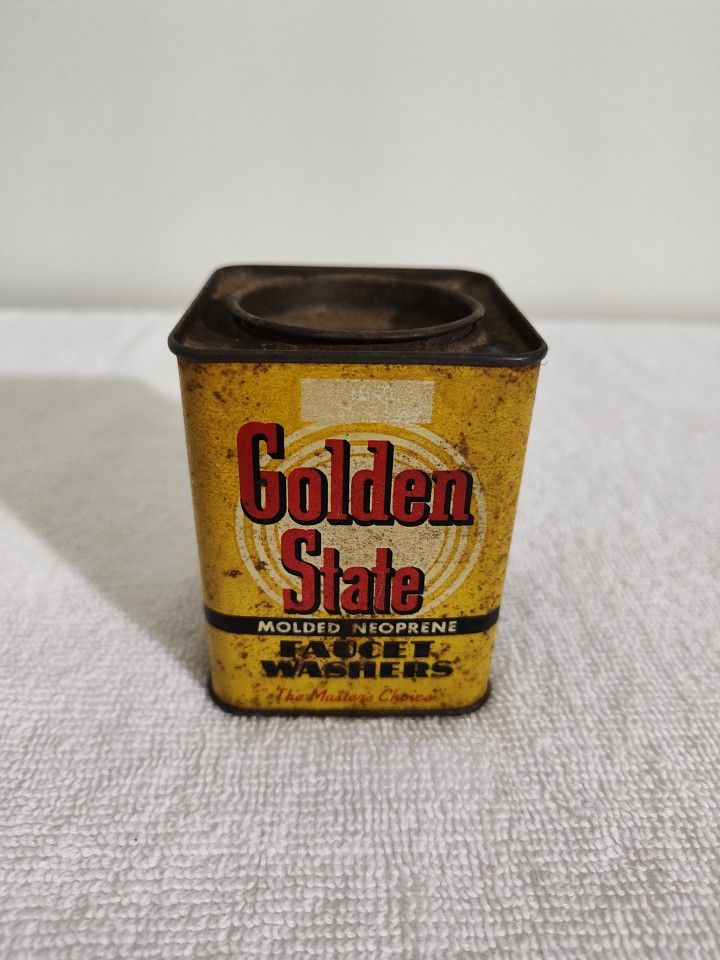 Golden
State
MOLDED NEOPRENE
FAUCET
WASHERS
"The Master's Choice"